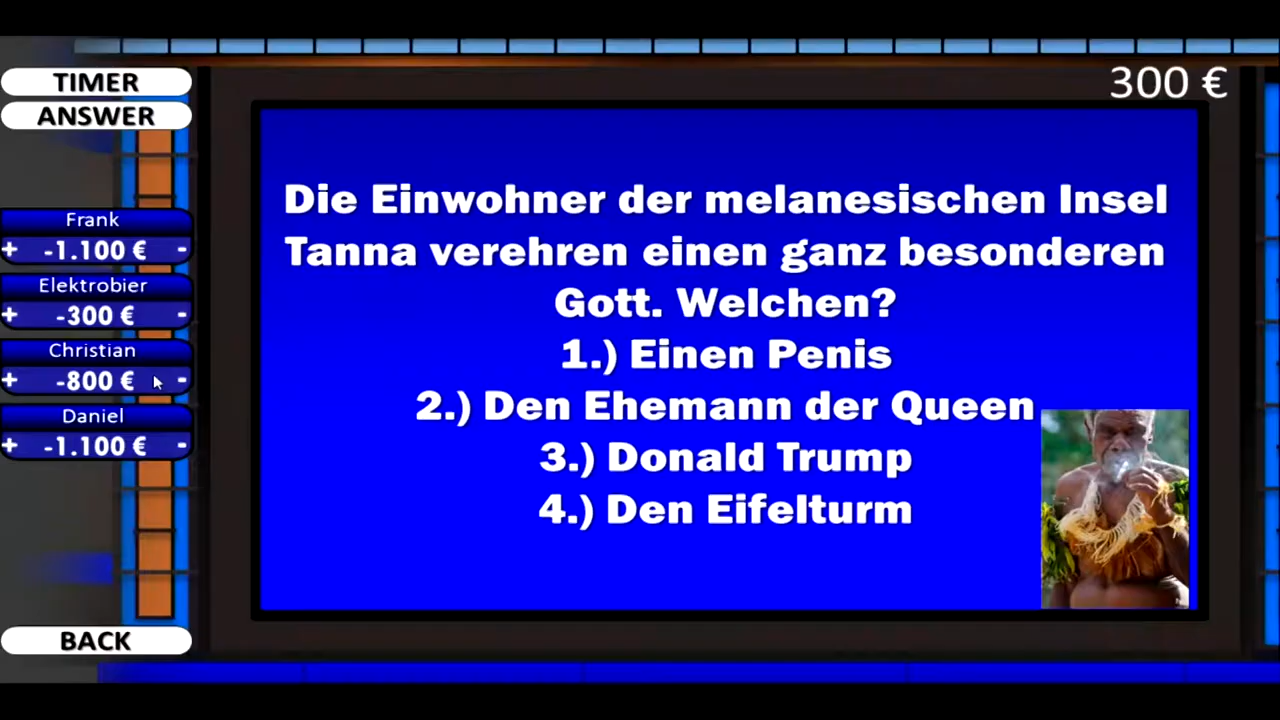 TIMER
ANSWER
300 €
Frank
+ -1.100 € -
Elektrobier
+ -300 € -
Christian
+ -800 € -
Daniel
+ -1.100 € -
Die Einwohner der melanesischen Insel
Tanna verehren einen ganz besonderen
Gott. Welchen?
1.) Einen Penis
2.) Den Ehemann der Queen
3.) Donald Trump
4.) Den Eifelturm
BACK